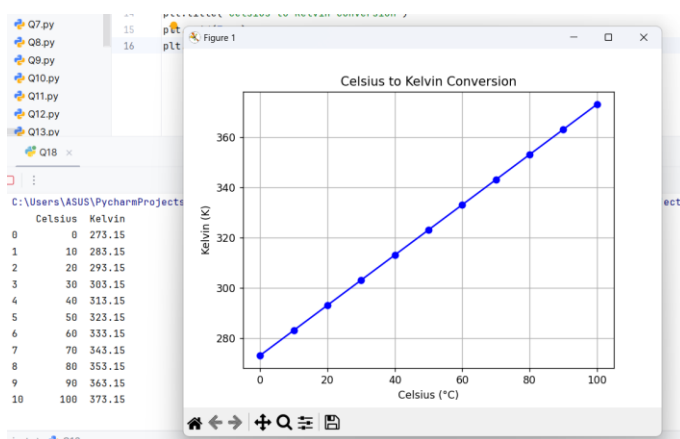 Q7.py
Q8.py
Q9.py
Q10.py
Q11.py
Q12.py
Q13.py
15
16 plt
Figure 1
Q18
C:\Users\ASUS\PycharmProjects
Celsius Kelvin
0 0 273.15
1 10 283.15
2 20 293.15
3 30 303.15
4 40 313.15
5 50 323.15
6 60 333.15
7 70 343.15
8 80 353.15
9 90 363.15
10 100 373.15
Celsius to Kelvin Conversion
Kelvin (K)
360
340
320
300
280
0 20 40 60 80 100
Celsius (°C)